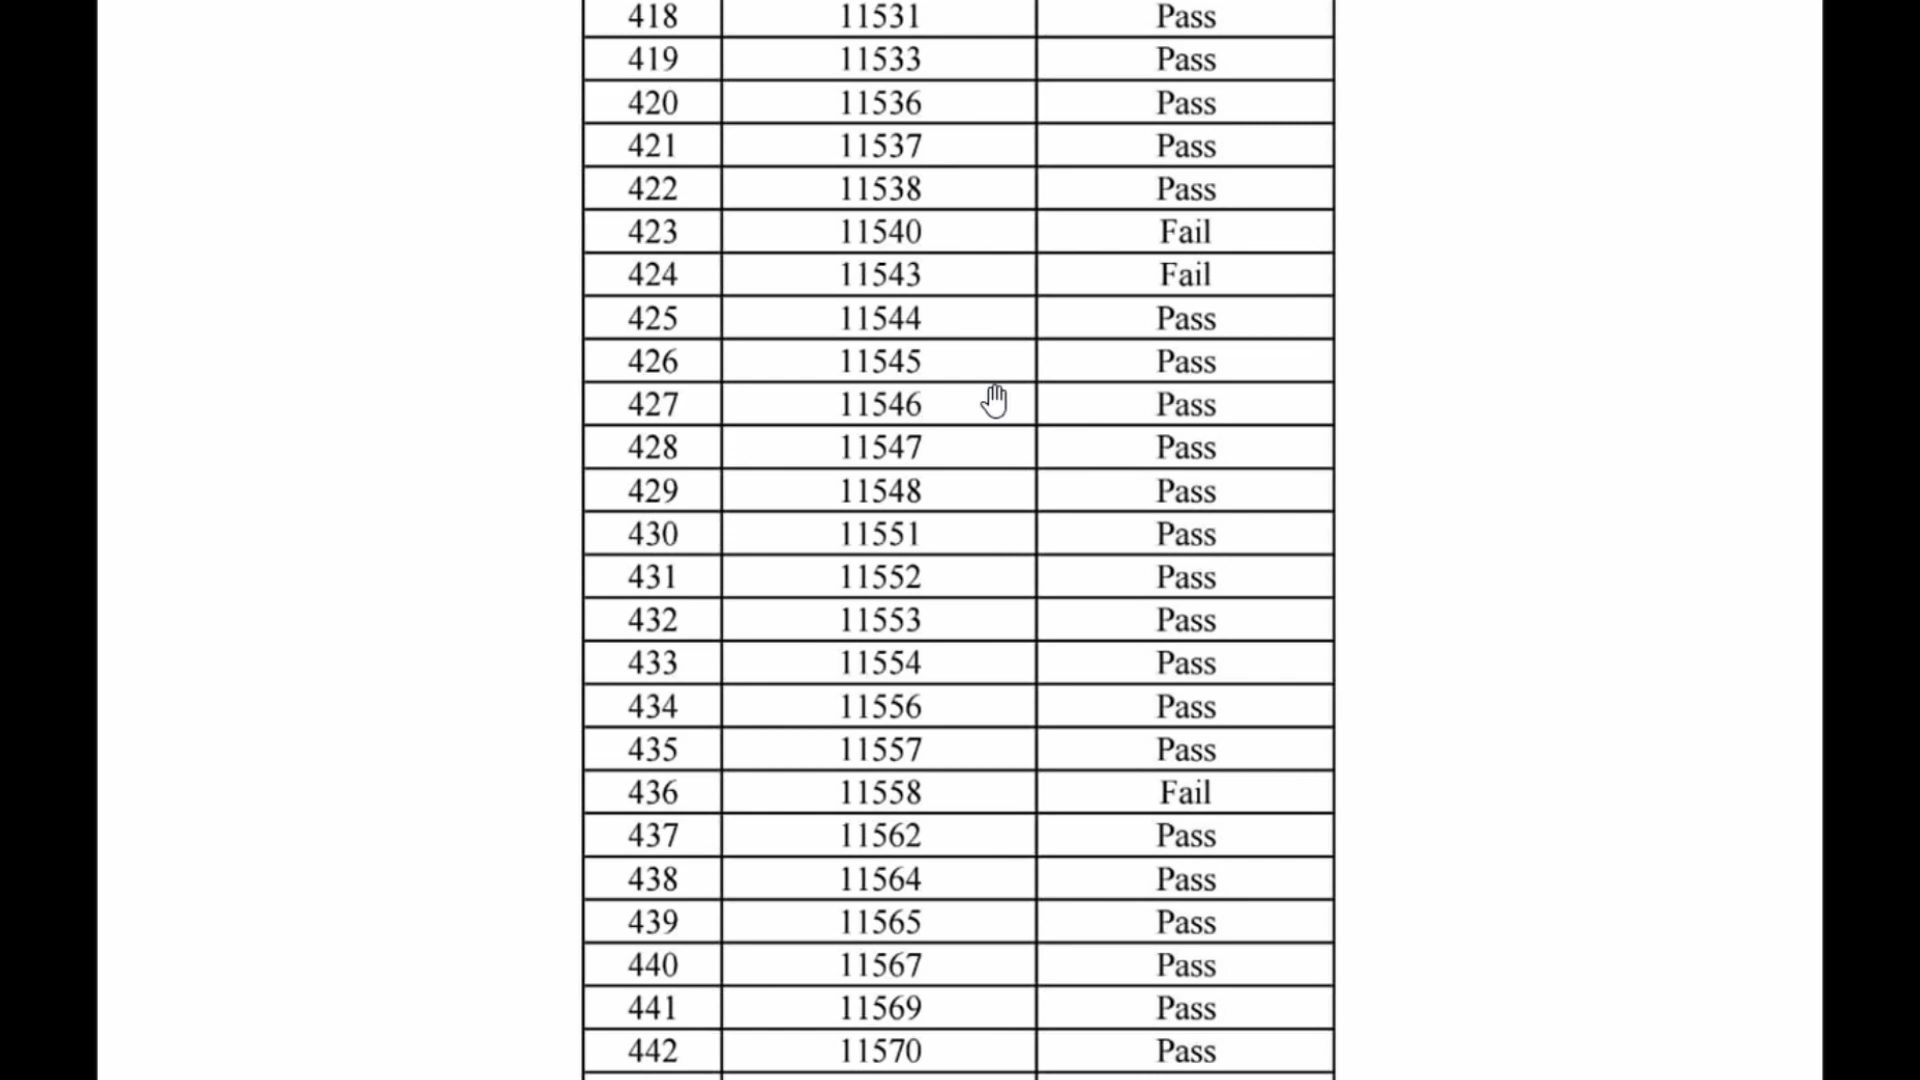 418 11531 Pass
419 11533 Pass
420 11536 Pass
421 11537 Pass
422 11538 Pass
423 11540 Fail
424 11543 Fail
425 11544 Pass
426 11545 Pass
427 11546 Pass
428 11547 Pass
429 11548 Pass
430 11551 Pass
431 11552 Pass
432 11553 Pass
433 11554 Pass
434 11556 Pass
435 11557 Pass
436 11558 Fail
437 11562 Pass
438 11564 Pass
439 11565 Pass
440 11567 Pass
441 11569 Pass
442 11570 Pass